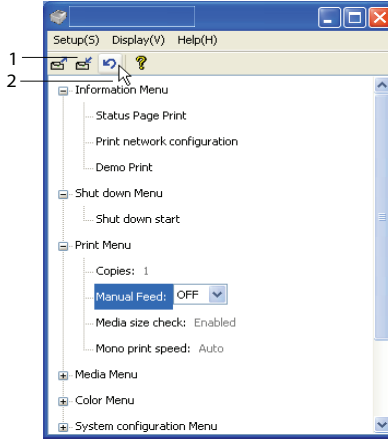 Setup(S) Display(V) Help(H)
1
2
Information Menu
Status Page Print
Print network configuration
Demo Print
Shut down Menu
Shut down start
Print Menu
Copies: 1
Manual Feed: OFF
Media size check: Enabled
Mono print speed: Auto
Media Menu
Color Menu
System configuration Menu